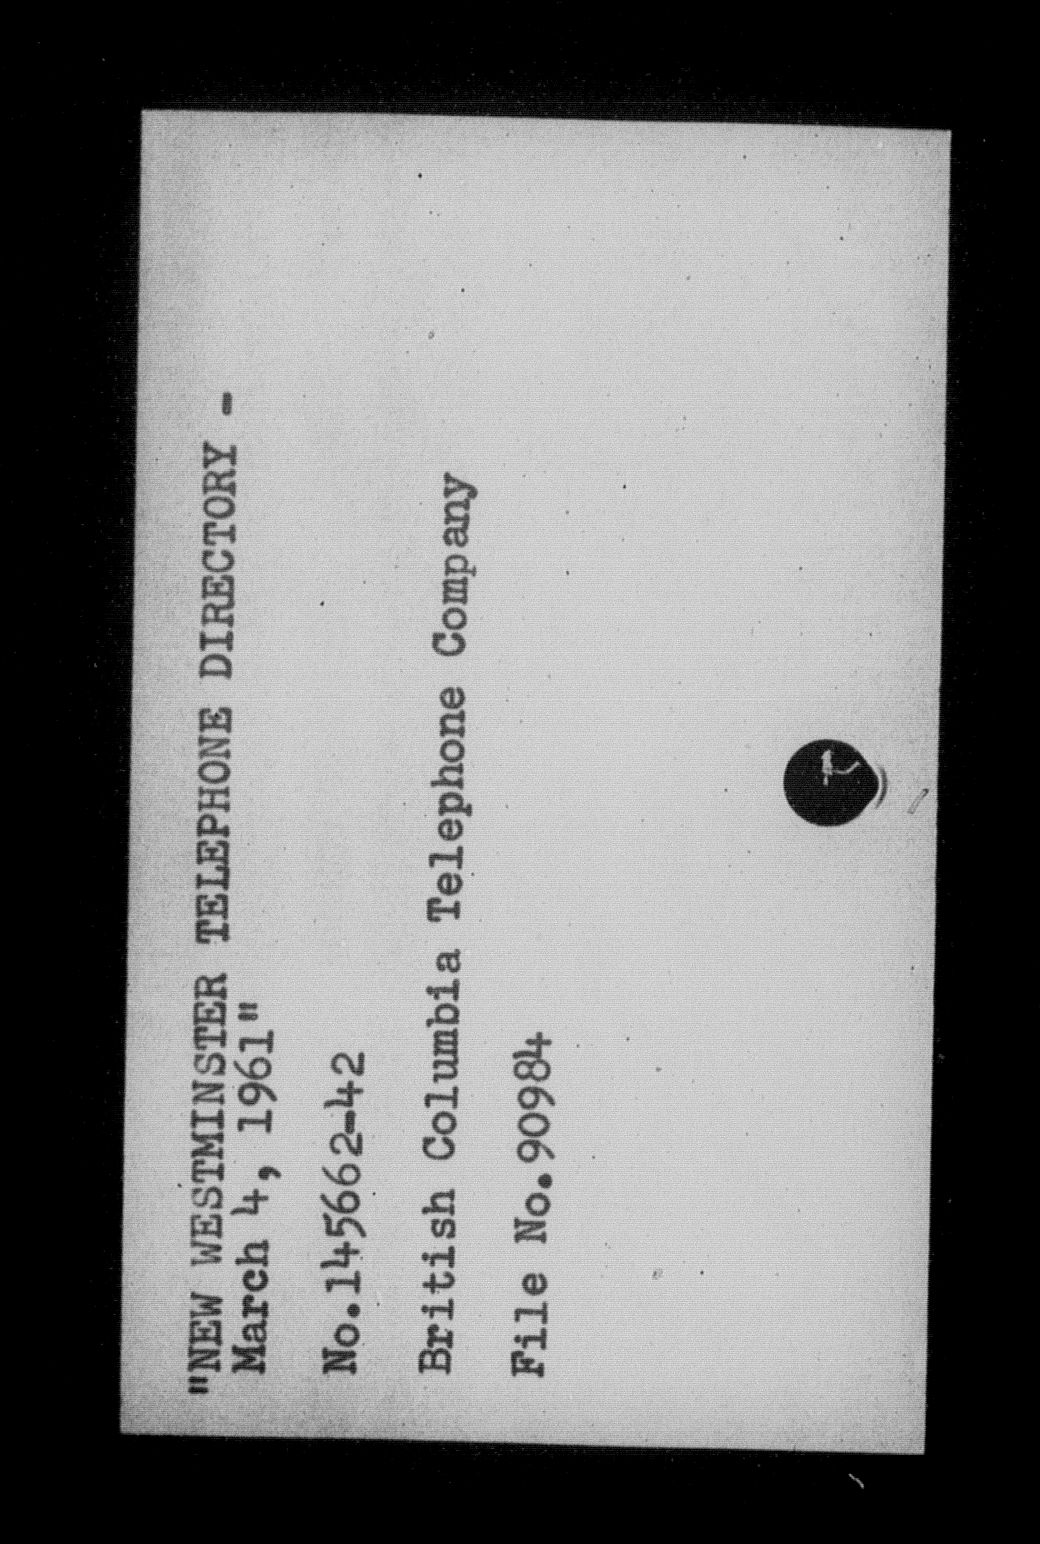 "NEW WESTMINSTER TELEPHONE DIRECTORY -
March 4, 1961"
No.145662-42
British Columbia Telephone Company
File No.90984